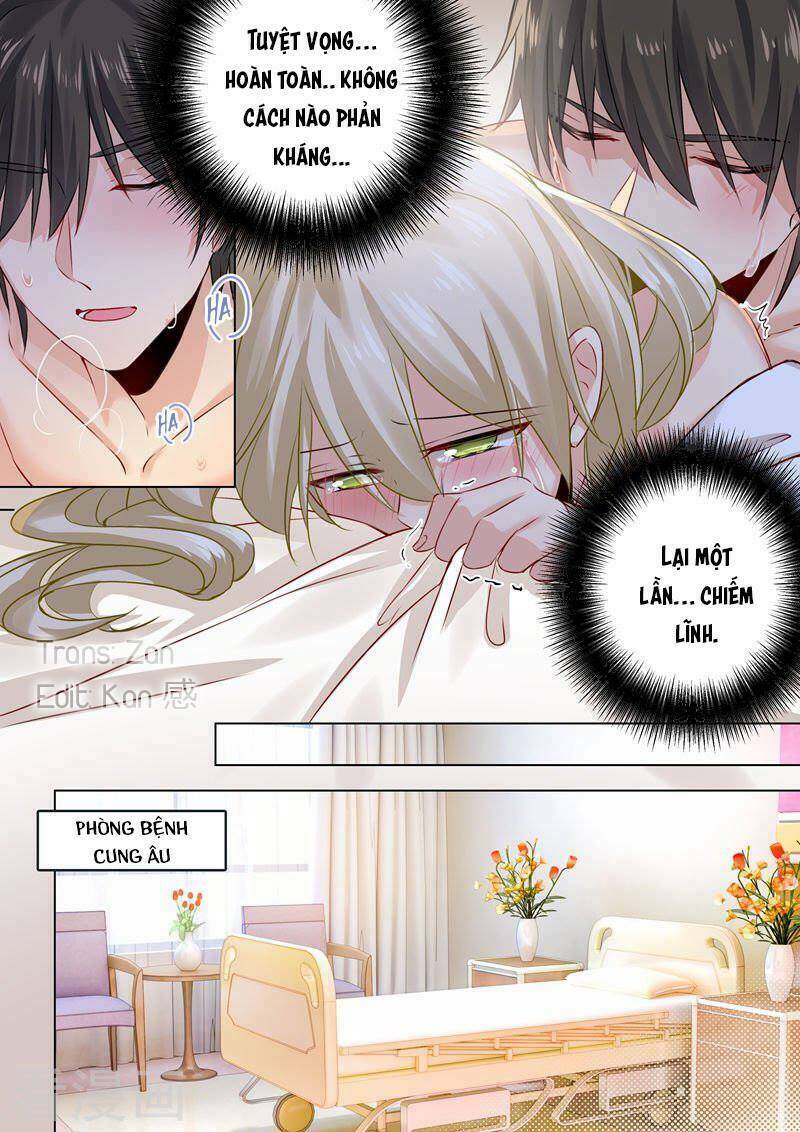 TUYỆT VỌNG...
HOÀN TOÀN.. KHÔNG
CÁCH NÀO PHẢN
KHÁNG...
HA
HA
LẠI MỘT
LẦN... CHIẾM
LĨNH.
Trans: Zan
Edit: Kan 感
PHÒNG BỆNH
CUNG ÂU